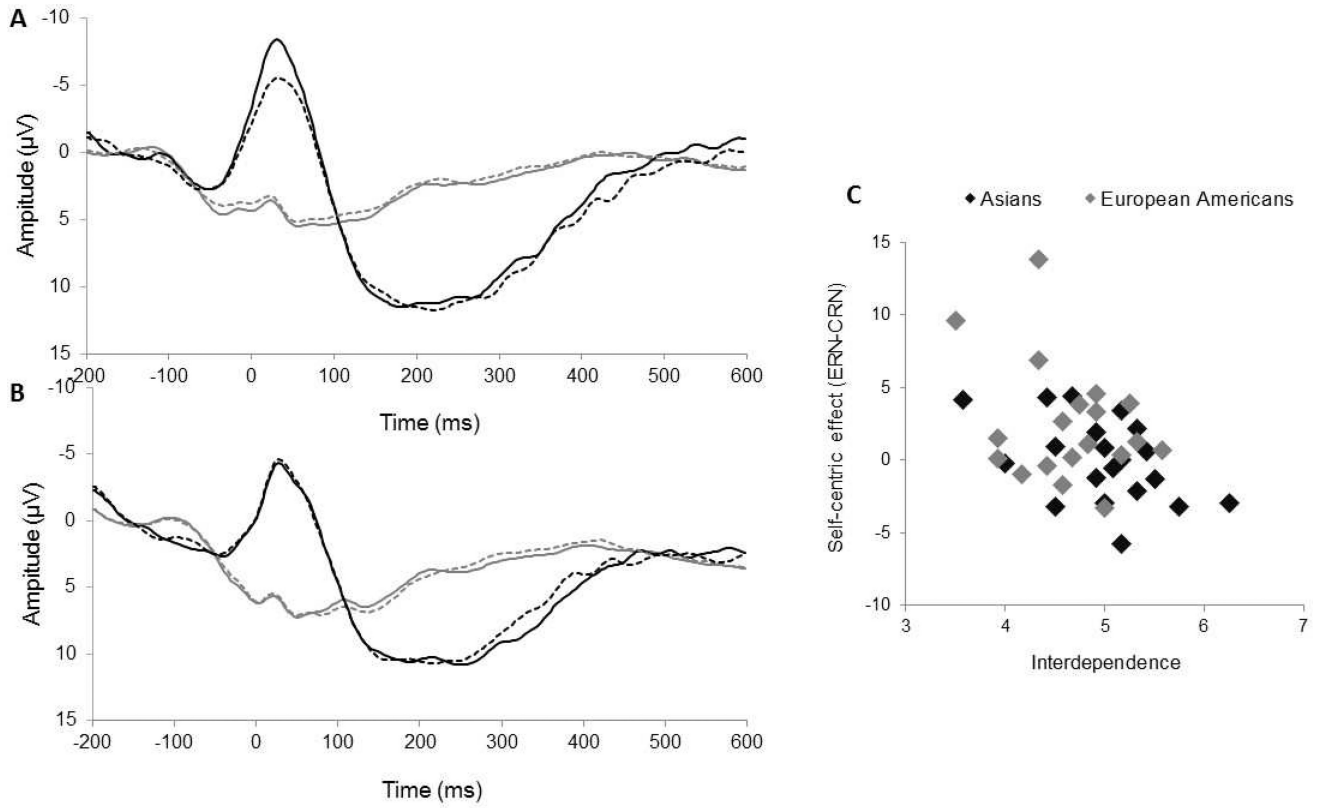 A
-10
-5
0
5
10
15
Ampitude (µV)
-200 -100 0 100 200 300 400 500 600
Time (ms)
B
-10
-5
0
5
10
15
Ampitude (µV)
-200 -100 0 100 200 300 400 500 600
Time (ms)
C
Asians European Americans
15
10
5
0
-5
-10
Self-centric effect (ERN-CRN)
3 4 5 6 7
Interdependence